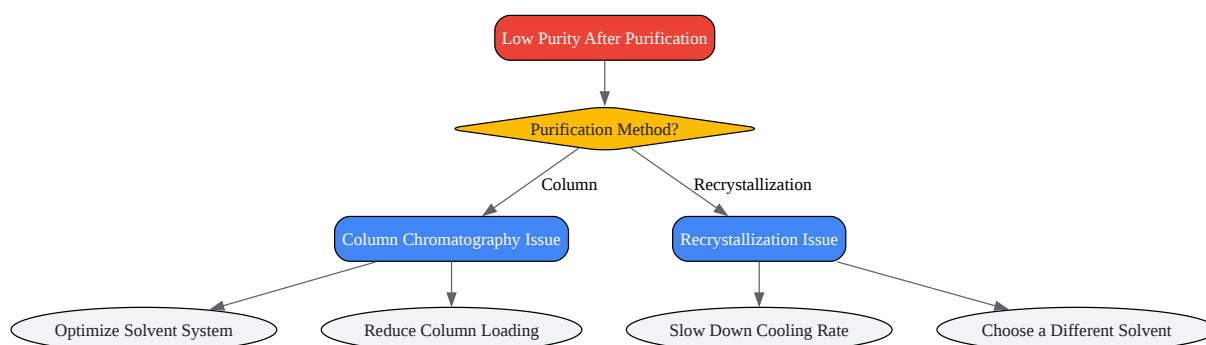 Low Purity After Purification
Purification Method?
Column
Recrystallization
Column Chromatography Issue
Recrystallization Issue
Optimize Solvent System
Reduce Column Loading
Slow Down Cooling Rate
Choose a Different Solvent